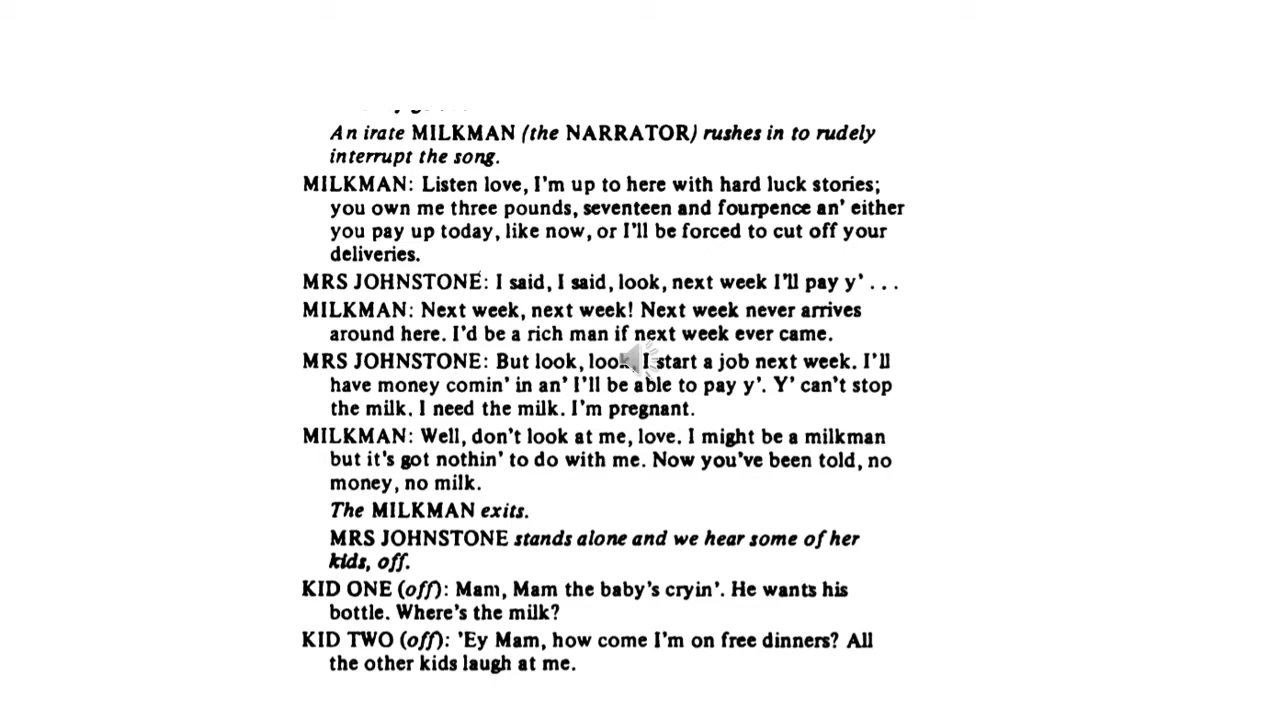 An irate MILKMAN (the NARRATOR) rushes in to rudely
interrupt the song.
MILKMAN: Listen love, I'm up to here with hard luck stories;
you own me three pounds, seventeen and fourpence an' either
you pay up today, like now, or I'll be forced to cut off your
deliveries.
MRS JOHNSTONE: I said, I said, look, next week I'll pay y' . . .
MILKMAN: Next week, next week! Next week never arrives
around here. I'd be a rich man if next week ever came.
MRS JOHNSTONE: But look, look, I start a job next week. I'll
have money comin' in an' I'll be able to pay y'. Y' can't stop
the milk. I need the milk. I'm pregnant.
MILKMAN: Well, don't look at me, love. I might be a milkman
but it's got nothin' to do with me. Now you've been told, no
money, no milk.
The MILKMAN exits.
MRS JOHNSTONE stands alone and we hear some of her
kids, off.
KID ONE (off): Mam, Mam the baby's cryin'. He wants his
bottle. Where's the milk?
KID TWO (off): 'Ey Mam, how come I'm on free dinners? All
the other kids laugh at me.